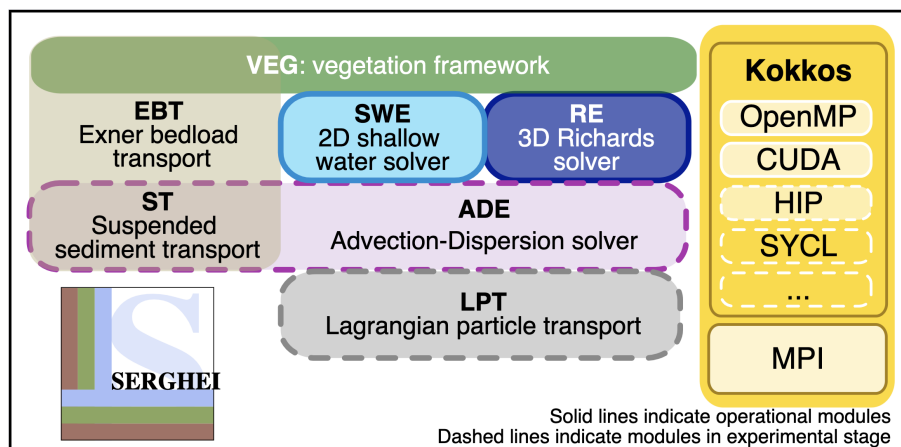 VEG: vegetation framework
EBT
Exner bedload
transport
SWE
2D shallow
water solver
RE
3D Richards
solver
ST
Suspended
sediment transport
ADE
Advection-Dispersion solver
LPT
Lagrangian particle transport
S
SERGHEI
Kokkos
OpenMP
CUDA
HIP
SYCL
...
MPI
Solid lines indicate operational modules
Dashed lines indicate modules in experimental stage